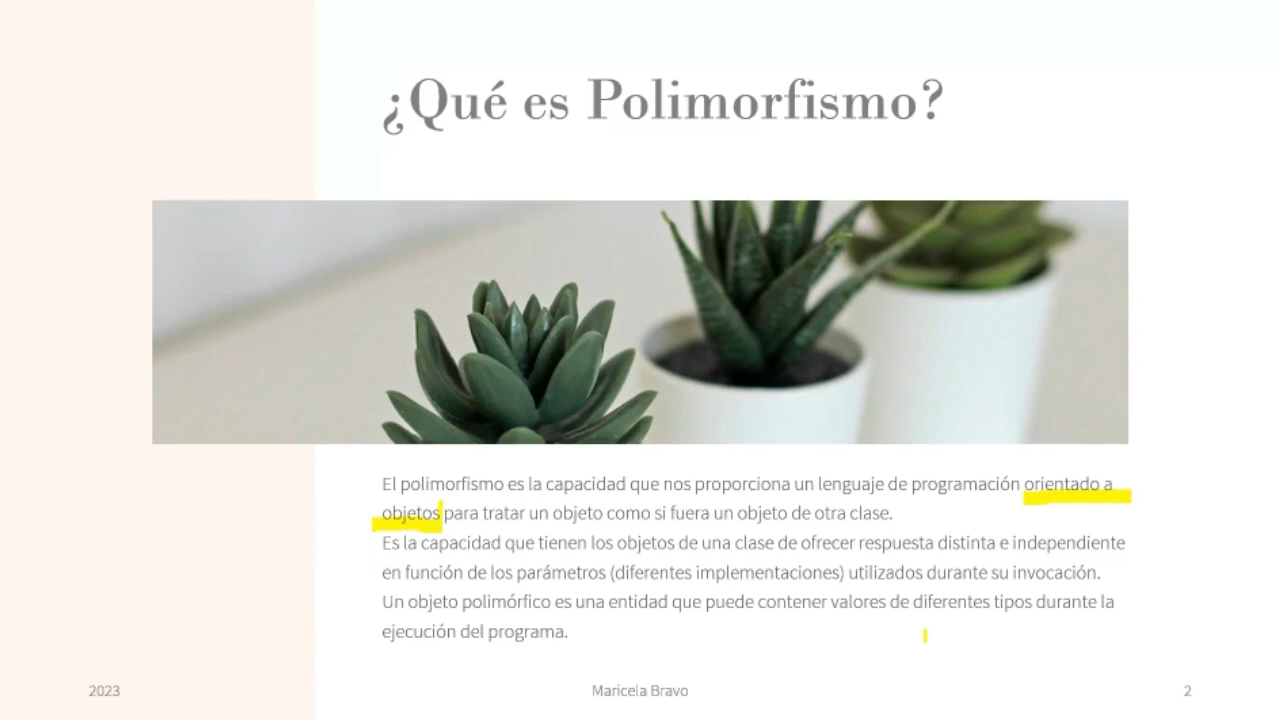 ¿Qué es Polimorfismo?
El polimorfismo es la capacidad que nos proporciona un lenguaje de programación orientado a
objetos para tratar un objeto como si fuera un objeto de otra clase.
Es la capacidad que tienen los objetos de una clase de ofrecer respuesta distinta e independiente
en función de los parámetros (diferentes implementaciones) utilizados durante su invocación.
Un objeto polimórfico es una entidad que puede contener valores de diferentes tipos durante la
ejecución del programa.
2023
Maricela Bravo
2